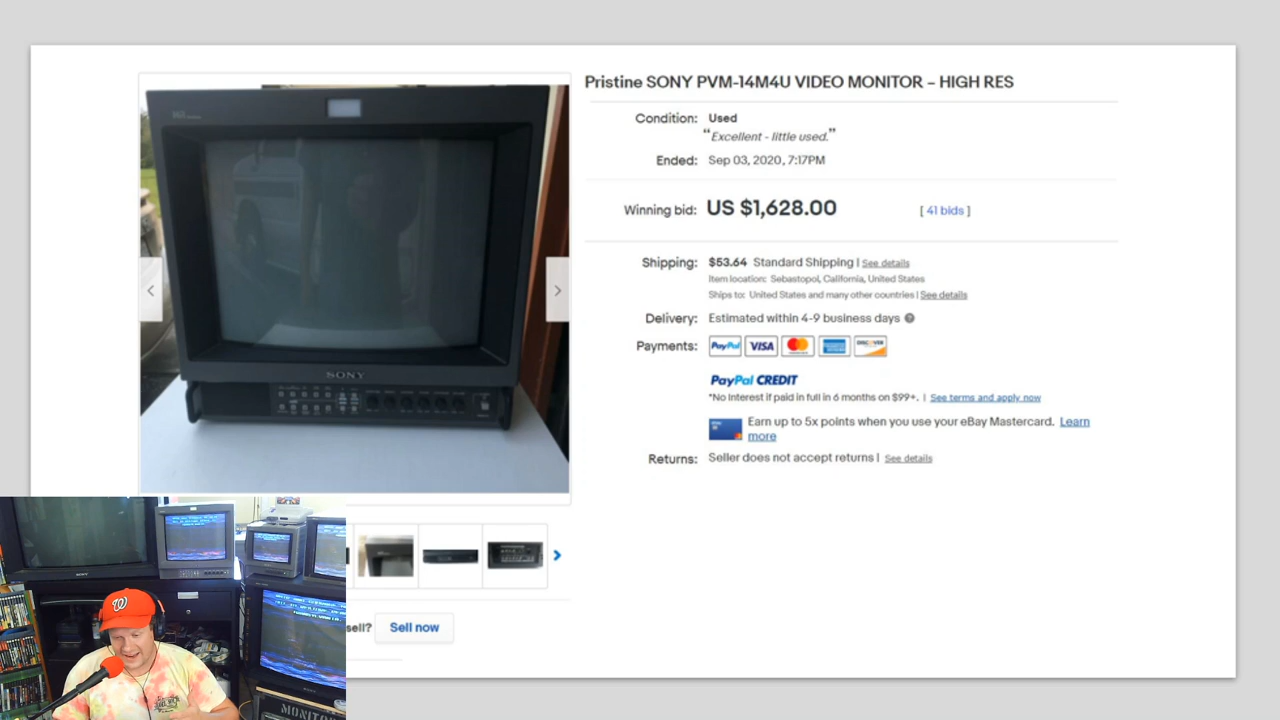 Pristine SONY PVM-14M4U VIDEO MONITOR – HIGH RES
Condition: Used
“Excellent - little used.”
Ended: Sep 03, 2020, 7:17PM
Winning bid: US $1,628.00 [ 41 bids ]
Shipping: $53.64 Standard Shipping | See details
Item location: Sebastopol, California, United States
Ships to: United States and many other countries | See details
Delivery: Estimated within 4-9 business days
Payments: PayPal VISA DISCOVER
PayPal CREDIT
*No Interest if paid in full in 6 months on $99+. | See terms and apply now
Earn up to 5x points when you use your eBay Mastercard. Learn
more
Returns: Seller does not accept returns | See details
SONY
sell? Sell now
W
MONITOR